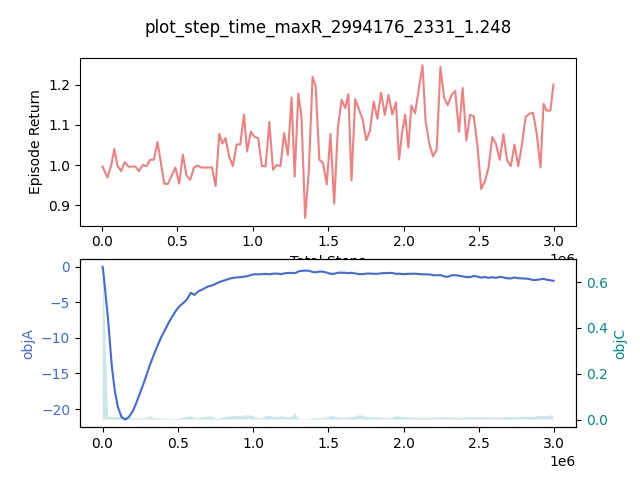 plot_step_time_maxR_2994176_2331_1.248
Episode Return
1.2
1.1
1.0
0.9
0.0 0.5 1.0 1.5 2.0 2.5 3.0
Total Steps
1e6
objA
0
−5
−10
−15
−20
0.6
0.4
0.2
0.0
objC
0.0 0.5 1.0 1.5 2.0 2.5 3.0
1e6